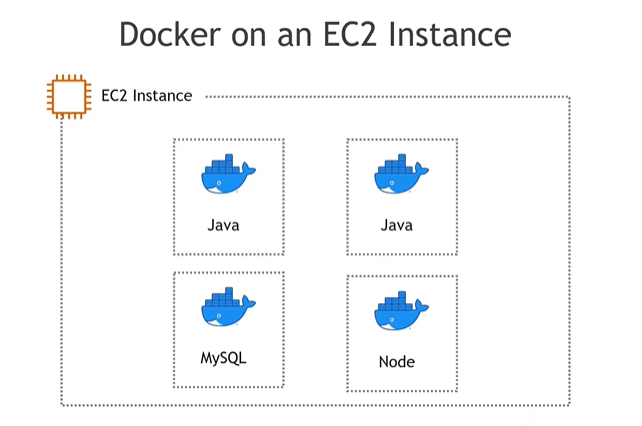 Docker on an EC2 Instance
EC2 Instance
Java
Java
MySQL
Node